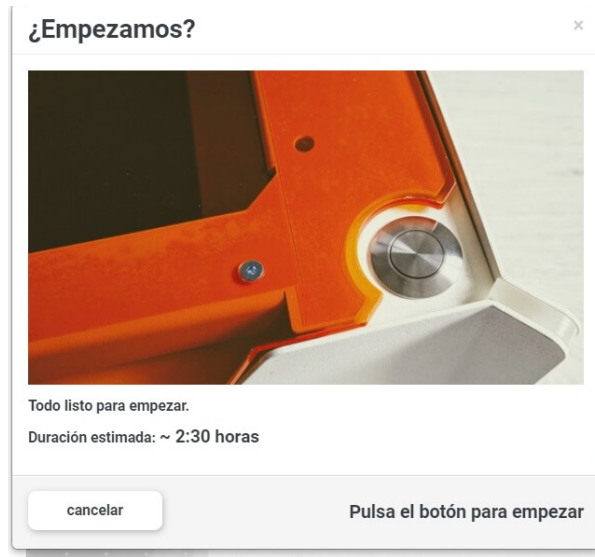 ¿Empezamos?
×
Todo listo para empezar.
Duración estimada: ~ 2:30 horas
cancelar
Pulsa el botón para empezar